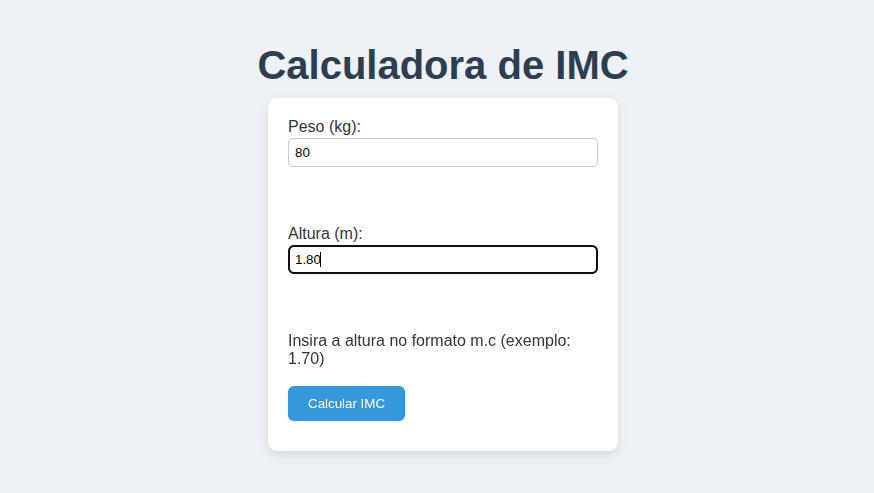 Calculadora de IMC
Peso (kg):
80
Altura (m):
1.80
Insira a altura no formato m.c (exemplo:
1.70)
Calcular IMC